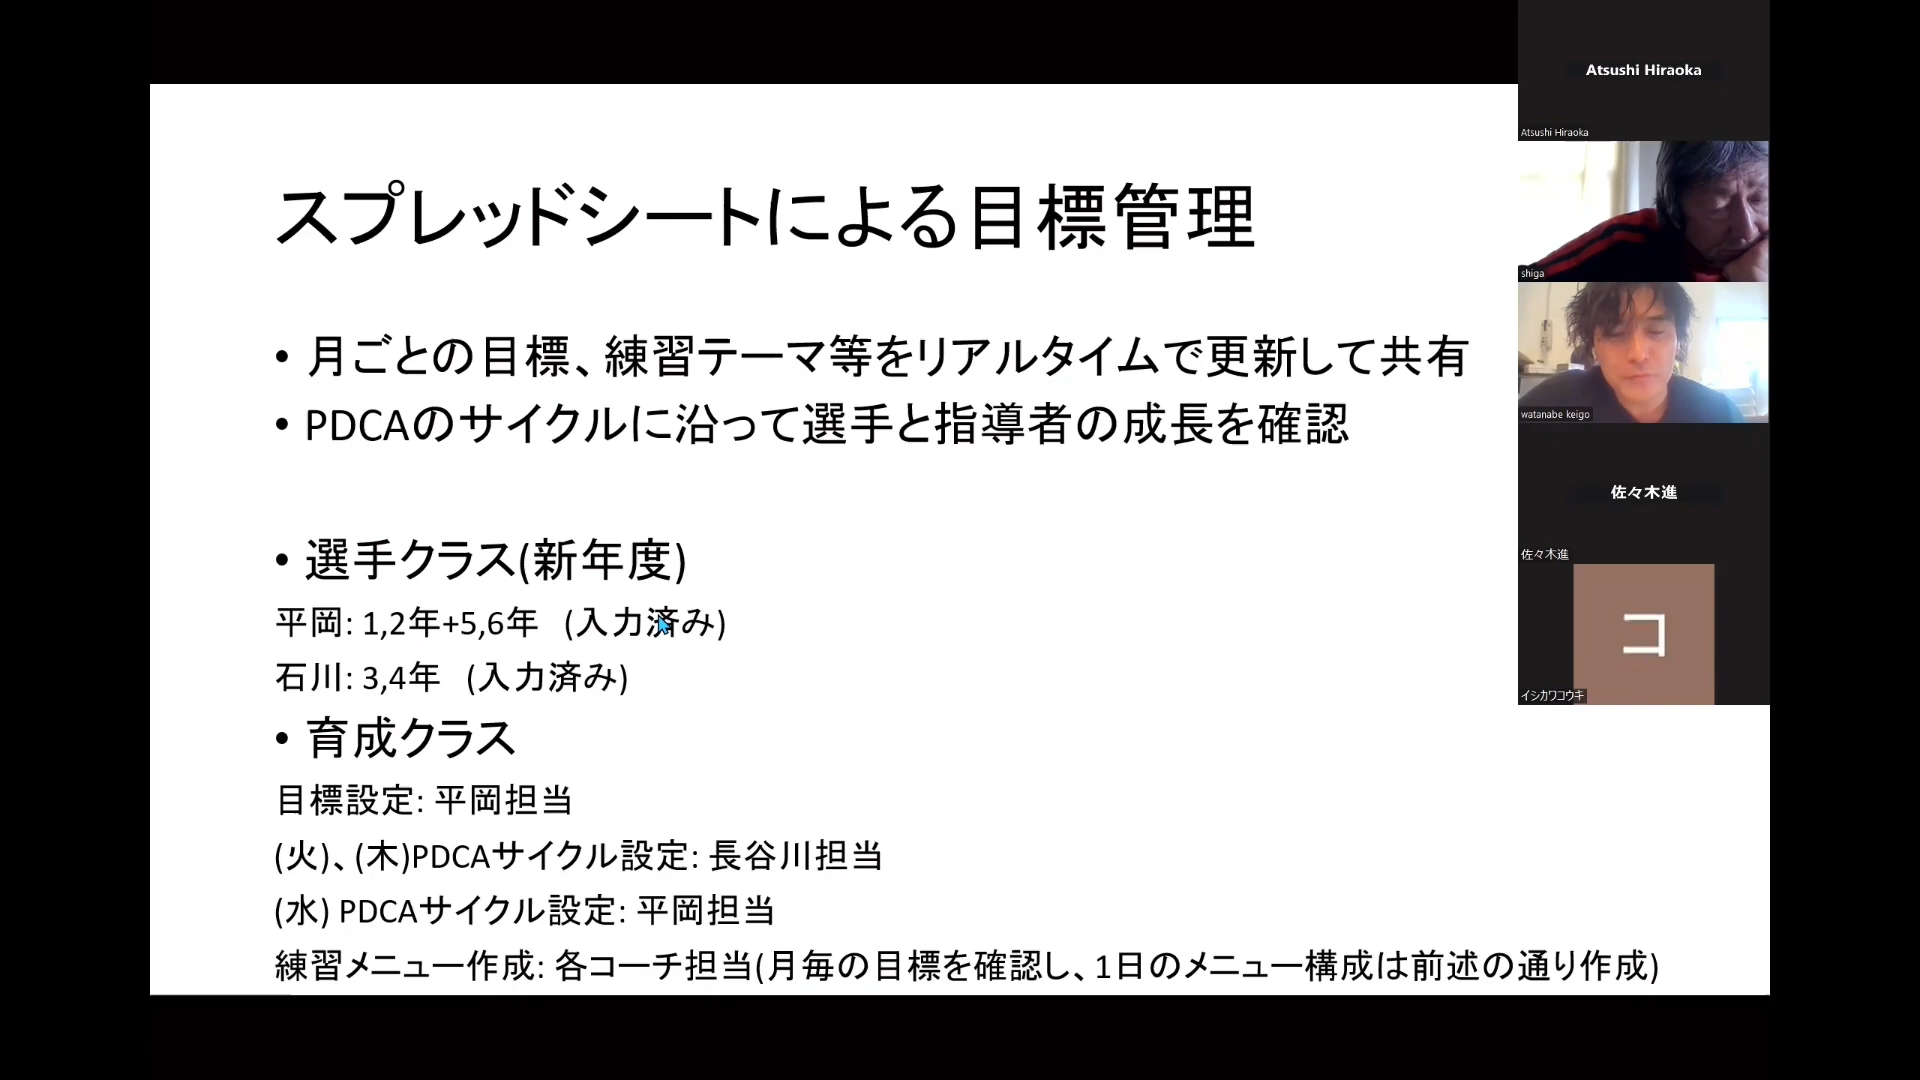 スプレッドシートによる目標管理
• 月ごとの目標、練習テーマ等をリアルタイムで更新して共有
• PDCAのサイクルに沿って選手と指導者の成長を確認
• 選手クラス(新年度)
平岡: 1,2年+5,6年 (入力済み)
石川: 3,4年 (入力済み)
• 育成クラス
目標設定: 平岡担当
(火)、(木)PDCAサイクル設定: 長谷川担当
(水) PDCAサイクル設定: 平岡担当
練習メニュー作成: 各コーチ担当(月毎の目標を確認し、1日のメニュー構成は前述の通り作成)
Atsushi Hiraoka
Atsushi Hiraoka
shiga
watanabe keigo
佐々木進
佐々木進
コ
イシカワコウキ